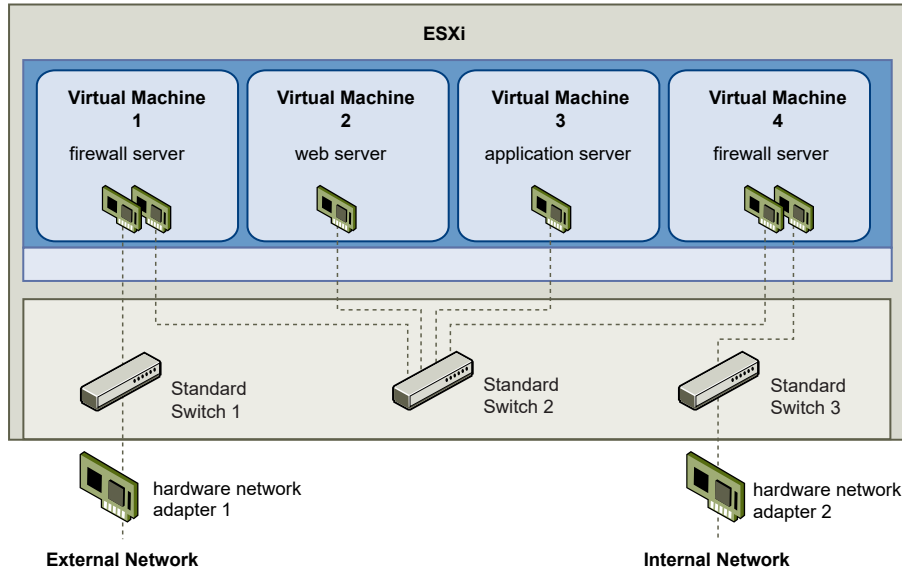 ESXi
Virtual Machine
1
firewall server
Virtual Machine
2
web server
Virtual Machine
3
application server
Virtual Machine
4
firewall server
Standard
Switch 1
Standard
Switch 2
Standard
Switch 3
hardware network
adapter 1
hardware network
adapter 2
External Network
Internal Network